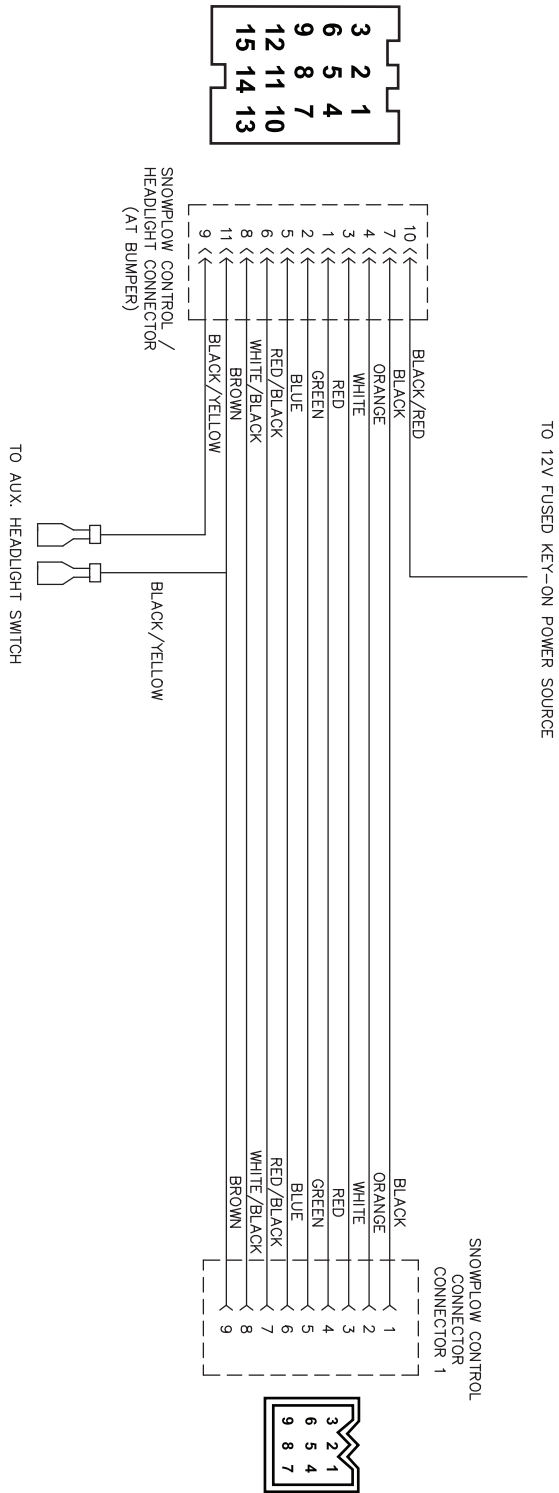 TO 12V FUSED KEY-ON POWER SOURCE
SNOWPLOW CONTROL
CONNECTOR
CONNECTOR 1
3 2 1
6 5 4
9 8 7
12 11 10
15 14 13
10 BLACK/RED
7 BLACK BLACK 1
4 ORANGE ORANGE 2
3 WHITE WHITE 3
1 RED RED 4
2 GREEN GREEN 5
5 BLUE BLUE 6
6 RED/BLACK RED/BLACK 7
8 WHITE/BLACK WHITE/BLACK 8
11 BROWN BROWN 9
9 BLACK/YELLOW
3 2 1
6 5 4
9 8 7
SNOWPLOW CONTROL /
HEADLIGHT CONNECTOR
(AT BUMPER)
BLACK/YELLOW
TO AUX. HEADLIGHT SWITCH